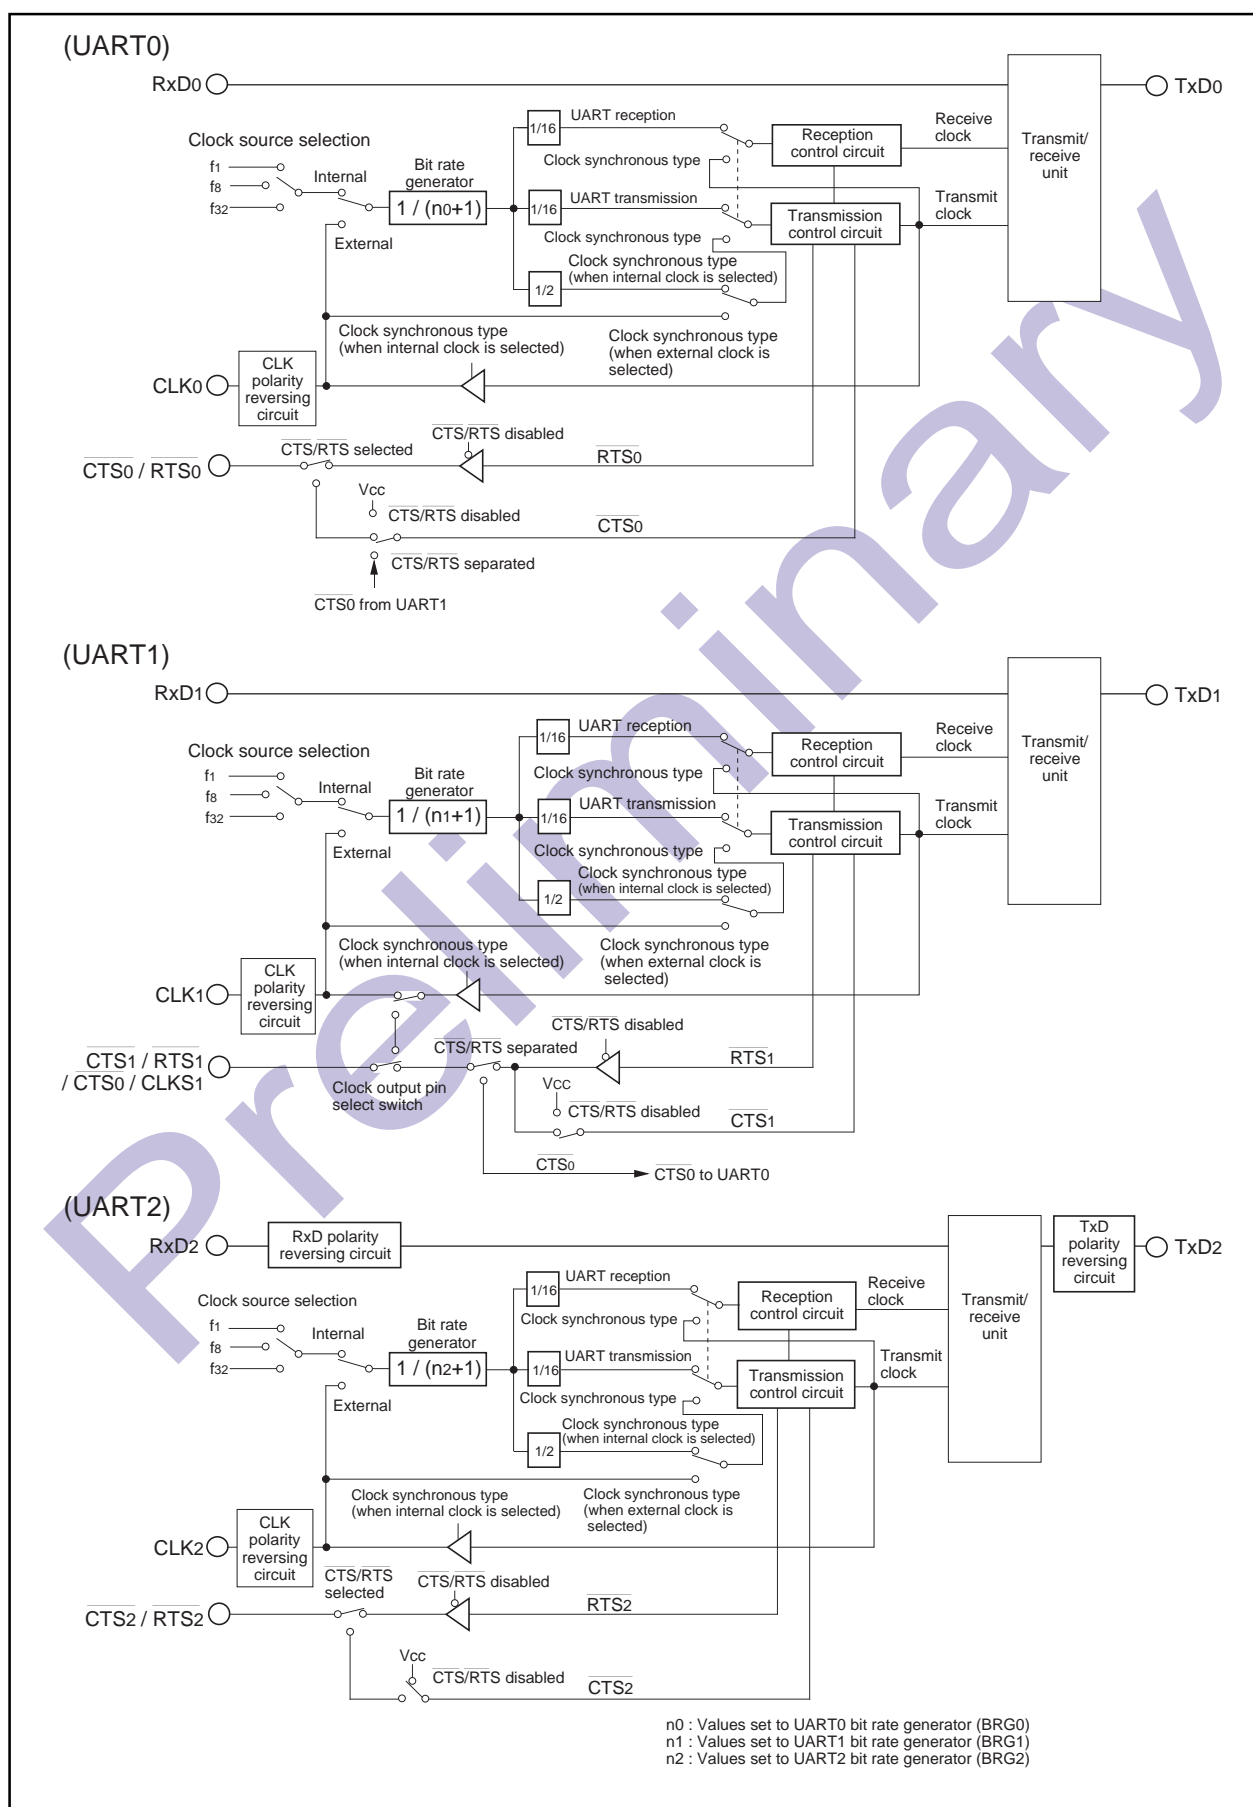 (UART0)
RxD0
TxD0
Clock source selection
f1
f8
f32
Internal
External
Bit rate
generator
1 / (n0+1)
1/16
UART reception
Clock synchronous type
1/16
UART transmission
Clock synchronous type
Clock synchronous type
(when internal clock is selected)
1/2
Reception
control circuit
Receive
clock
Transmission
control circuit
Transmit
clock
Transmit/
receive
unit
Clock synchronous type
(when internal clock is selected)
Clock synchronous type
(when external clock is
selected)
CLK0
CLK
polarity
reversing
circuit
CTS0 / RTS0
CTS/RTS selected
CTS/RTS disabled
RTS0
Vcc
CTS/RTS disabled
CTS0
CTS/RTS separated
CTS0 from UART1
(UART1)
RxD1
TxD1
Clock source selection
f1
f8
f32
Internal
External
Bit rate
generator
1 / (n1+1)
1/16
UART reception
Clock synchronous type
1/16
UART transmission
Clock synchronous type
Clock synchronous type
(when internal clock is selected)
1/2
Reception
control circuit
Receive
clock
Transmission
control circuit
Transmit
clock
Transmit/
receive
unit
Clock synchronous type
(when internal clock is selected)
Clock synchronous type
(when external clock is
selected)
CLK1
CLK
polarity
reversing
circuit
CTS1 / RTS1
/ CTS0 / CLKS1
Clock output pin
select switch
CTS/RTS separated
CTS/RTS disabled
RTS1
VCC
CTS/RTS disabled
CTS1
CTS0
CTS0 to UART0
(UART2)
RxD2
RxD polarity
reversing circuit
TxD
polarity
reversing
circuit
TxD2
Clock source selection
f1
f8
f32
Internal
External
Bit rate
generator
1 / (n2+1)
1/16
UART reception
Clock synchronous type
1/16
UART transmission
Clock synchronous type
Clock synchronous type
(when internal clock is selected)
1/2
Reception
control circuit
Receive
clock
Transmission
control circuit
Transmit
clock
Transmit/
receive
unit
Clock synchronous type
(when internal clock is selected)
Clock synchronous type
(when external clock is
selected)
CLK2
CLK
polarity
reversing
circuit
CTS2 / RTS2
CTS/RTS
selected
CTS/RTS disabled
RTS2
Vcc
CTS/RTS disabled
CTS2
n0 : Values set to UART0 bit rate generator (BRG0)
n1 : Values set to UART1 bit rate generator (BRG1)
n2 : Values set to UART2 bit rate generator (BRG2)
Preliminary